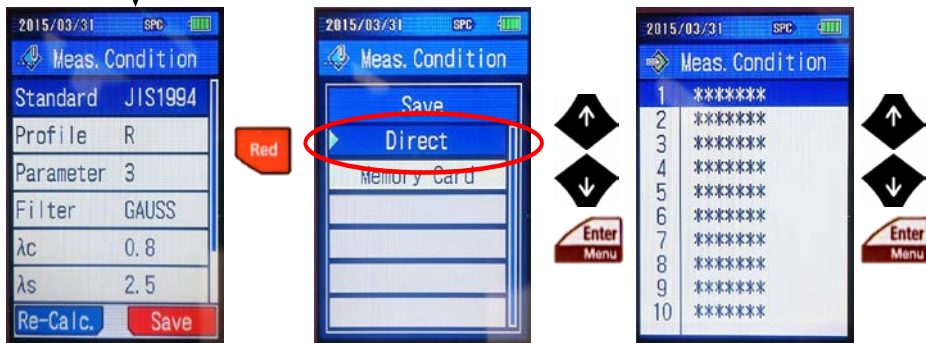 2015/03/31 SPC
Meas. Condition
Standard JIS1994
Profile R
Parameter 3
Filter GAUSS
λc 0.8
λs 2.5
Re-Calc. Save
Red
2015/03/31 SPC
Meas. Condition
Save
Direct
Memory Card
Enter
Menu
2015/03/31 SPC
Meas. Condition
1 *******
2 *******
3 *******
4 *******
5 *******
6 *******
7 *******
8 *******
9 *******
10 *******
Enter
Menu